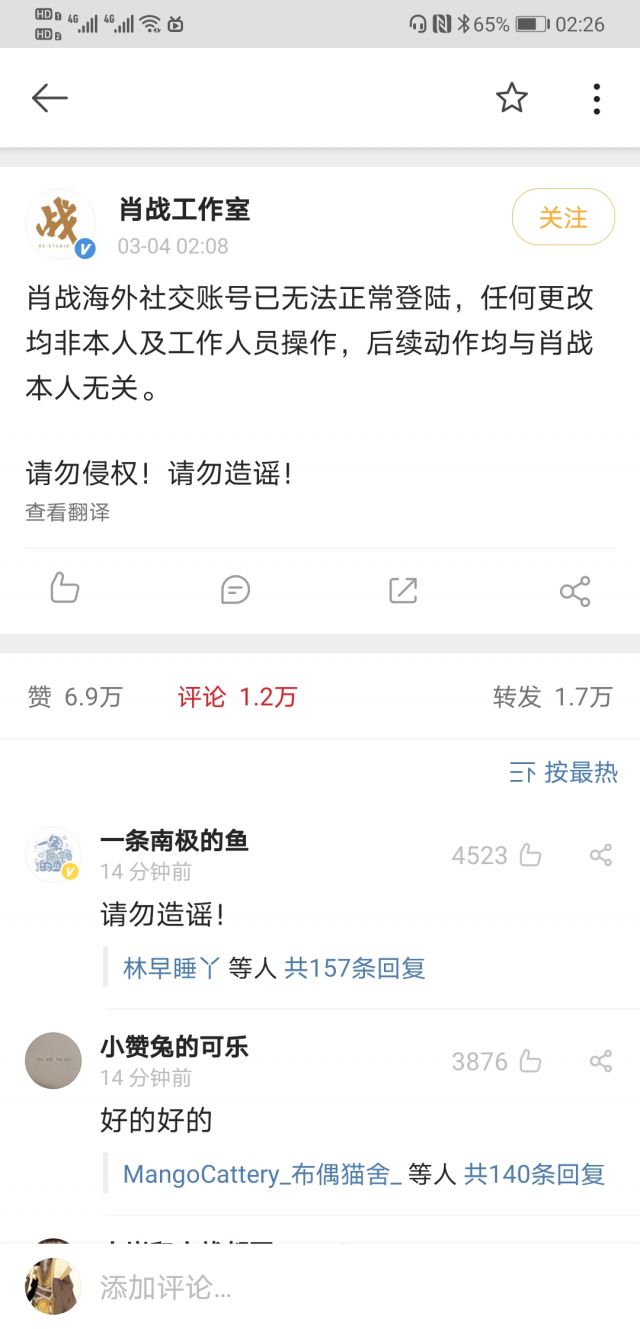 HD 1 4G 4G 65% 02:26
HD 2
战
XZ·STUDIO
肖战工作室
03-04 02:08
关注
肖战海外社交账号已无法正常登陆，任何更改
均非本人及工作人员操作，后续动作均与肖战
本人无关。
请勿侵权！请勿造谣！
查看翻译
赞 6.9万 评论 1.2万 转发 1.7万
按最热
一条南极的鱼
4523
14 分钟前
请勿造谣！
林早睡丫 等人 共157条回复
小赞兔的可乐
3876
14 分钟前
好的好的
MangoCattery_布偶猫舍_ 等人 共140条回复
添加评论...